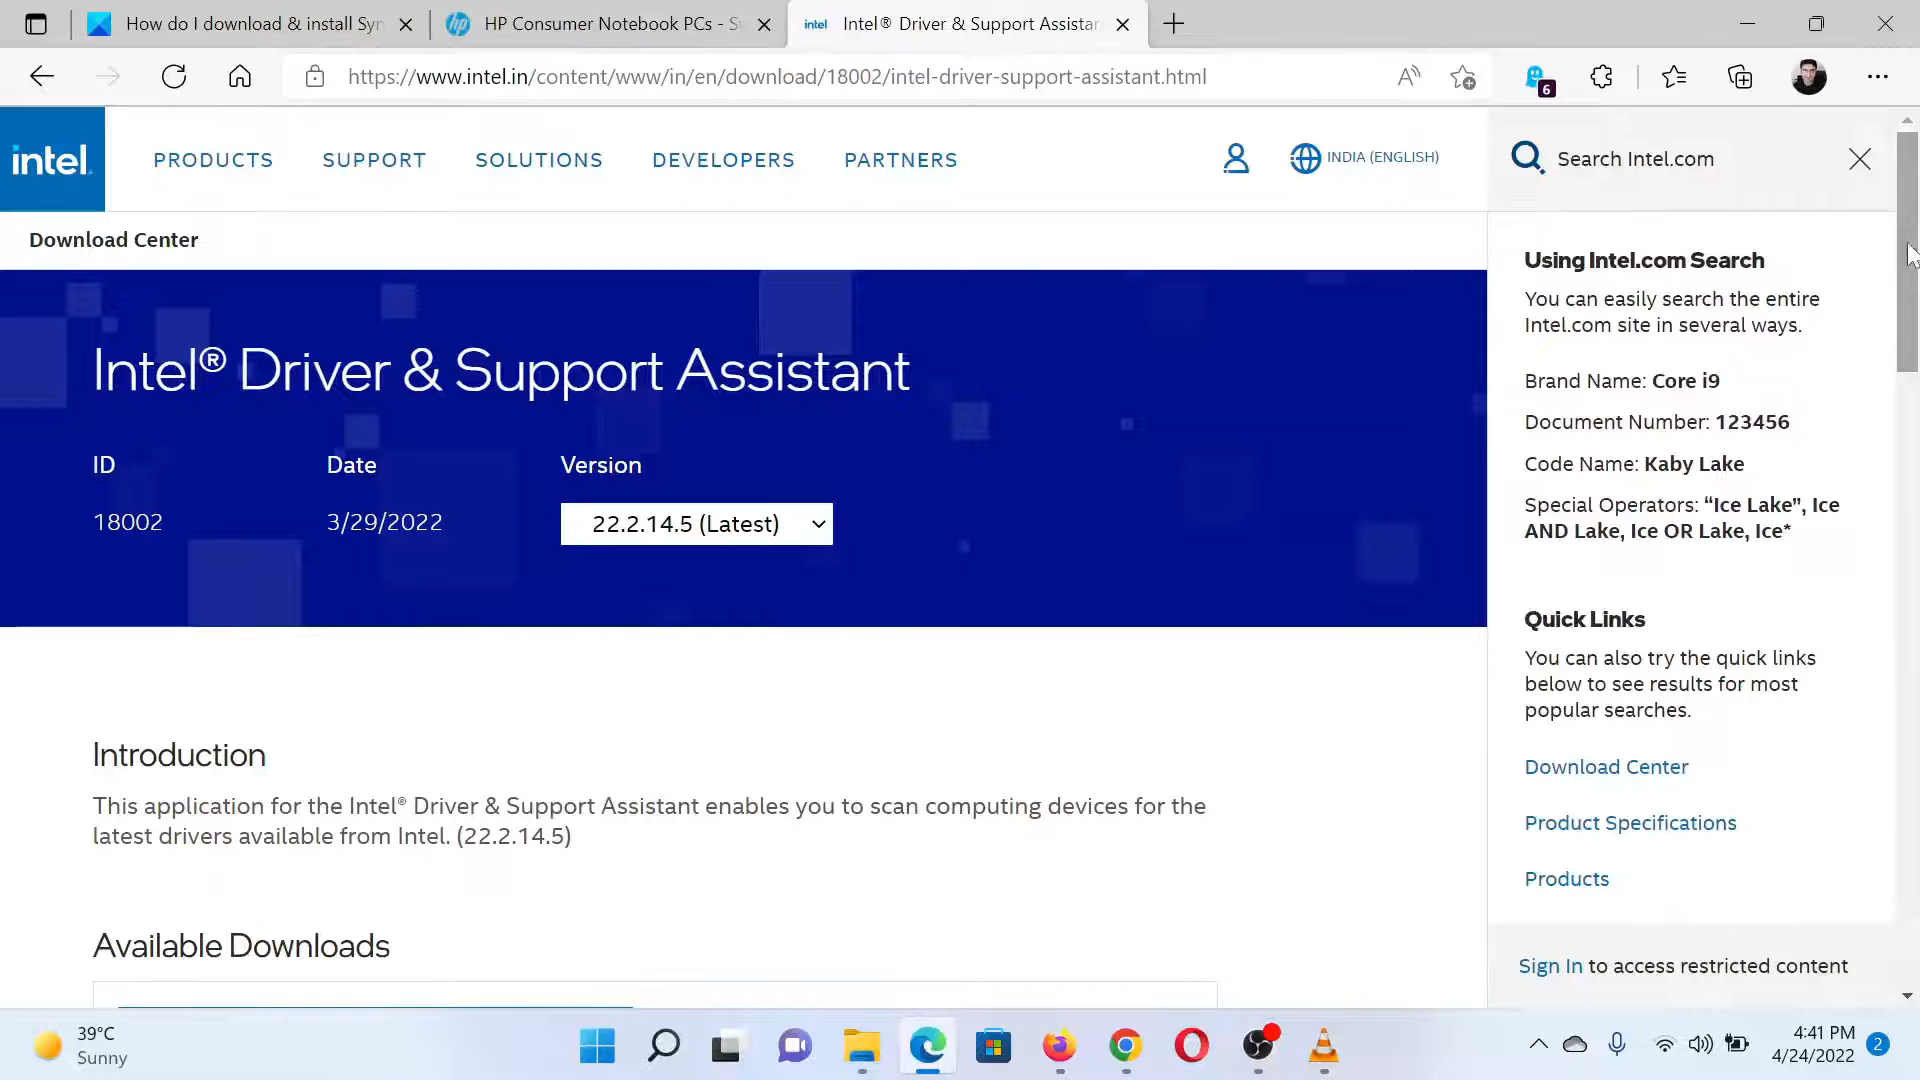 How do I download & install Syn
HP Consumer Notebook PCs - S
intel Intel® Driver & Support Assistan
https://www.intel.in/content/www/in/en/download/18002/intel-driver-support-assistant.html
6
intel.
PRODUCTS
SUPPORT
SOLUTIONS
DEVELOPERS
PARTNERS
INDIA (ENGLISH)
Search Intel.com
Download Center
Intel® Driver & Support Assistant
ID
Date
Version
18002
3/29/2022
22.2.14.5 (Latest)
Introduction
This application for the Intel® Driver & Support Assistant enables you to scan computing devices for the
latest drivers available from Intel. (22.2.14.5)
Available Downloads
Using Intel.com Search
You can easily search the entire
Intel.com site in several ways.
Brand Name: Core i9
Document Number: 123456
Code Name: Kaby Lake
Special Operators: “Ice Lake”, Ice
AND Lake, Ice OR Lake, Ice*
Quick Links
You can also try the quick links
below to see results for most
popular searches.
Download Center
Product Specifications
Products
Sign In to access restricted content
39°C
Sunny
4:41 PM
4/24/2022
2